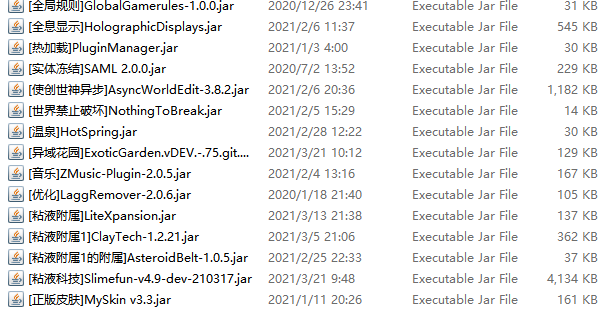 [全局规则]GlobalGamerules-1.0.0.jar 2020/12/26 23:41 Executable Jar File 31 KB
[全息显示]HolographicDisplays.jar 2021/2/6 11:37 Executable Jar File 545 KB
[热加载]PluginManager.jar 2021/1/3 4:00 Executable Jar File 30 KB
[实体冻结]SAML 2.0.0.jar 2020/7/2 13:52 Executable Jar File 229 KB
[使创世神异步]AsyncWorldEdit-3.8.2.jar 2021/2/6 20:36 Executable Jar File 1,182 KB
[世界禁止破坏]NothingToBreak.jar 2021/2/5 15:29 Executable Jar File 14 KB
[温泉]HotSpring.jar 2021/2/28 12:22 Executable Jar File 30 KB
[异域花园]ExoticGarden.vDEV.-.75.git.... 2021/3/21 10:12 Executable Jar File 129 KB
[音乐]ZMusic-Plugin-2.0.5.jar 2021/2/4 13:16 Executable Jar File 167 KB
[优化]LaggRemover-2.0.6.jar 2020/1/18 21:40 Executable Jar File 105 KB
[粘液附属]LiteXpansion.jar 2021/3/13 21:38 Executable Jar File 137 KB
[粘液附属1]ClayTech-1.2.21.jar 2021/3/5 21:06 Executable Jar File 362 KB
[粘液附属1的附属]AsteroidBelt-1.0.5.jar 2021/2/25 22:33 Executable Jar File 37 KB
[粘液科技]Slimefun-v4.9-dev-210317.jar 2021/3/21 9:48 Executable Jar File 4,134 KB
[正版皮肤]MySkin v3.3.jar 2021/1/11 20:26 Executable Jar File 161 KB